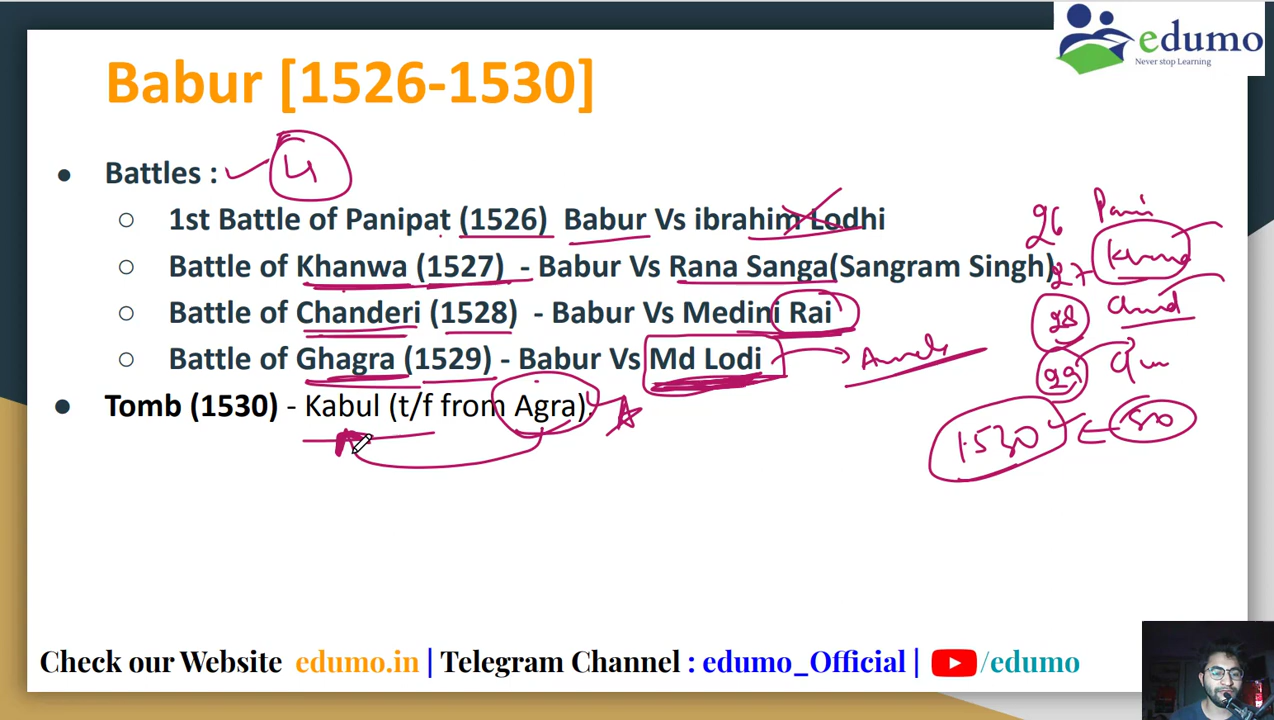 edumo
Never stop Learning
Babur [1526-1530]
● Battles : 4
○ 1st Battle of Panipat (1526) Babur Vs ibrahim Lodhi
○ Battle of Khanwa (1527) - Babur Vs Rana Sanga(Sangram Singh)
○ Battle of Chanderi (1528) - Babur Vs Medini Rai
○ Battle of Ghagra (1529) - Babur Vs Md Lodi
● Tomb (1530) - Kabul (t/f from Agra).
26 Pani
27
28
29
1530
Check our Website edumo.in | Telegram Channel : edumo_Official | /edumo